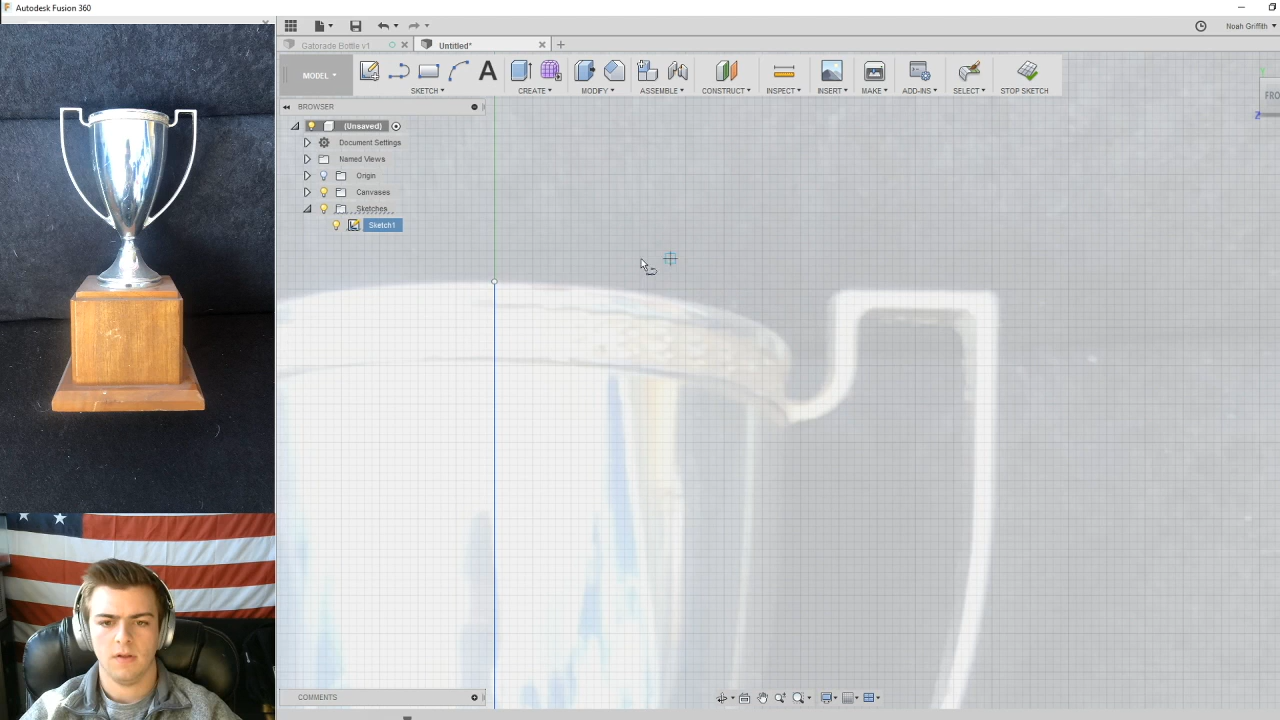 Autodesk Fusion 360
Noah Griffith
Gatorade Bottle v1
Untitled*
MODEL
SKETCH
CREATE
MODIFY
ASSEMBLE
CONSTRUCT
INSPECT
INSERT
MAKE
ADD-INS
SELECT
STOP SKETCH
BROWSER
(Unsaved)
Document Settings
Named Views
Origin
Canvases
Sketches
Sketch1
COMMENTS